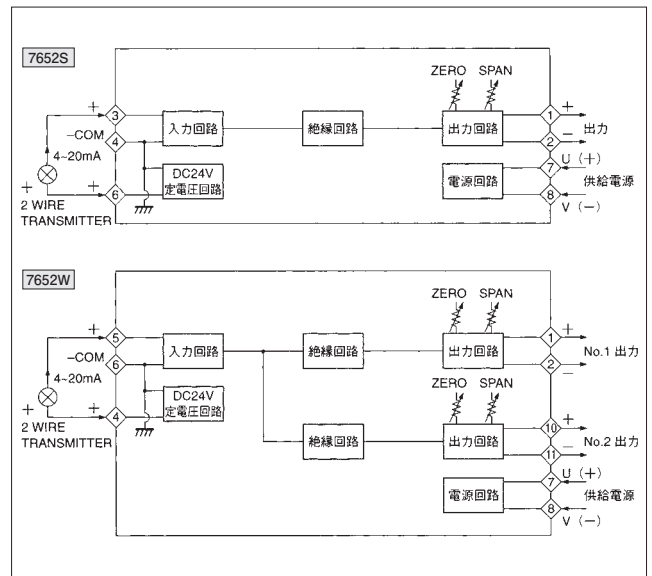 7652S
ZERO SPAN
+ 3 入力回路 絶縁回路 出力回路 1 + 出力
−COM 4 2 −
4~20mA
DC24V
定電圧回路
電源回路
7 U (+)
供給電源
8 V (−)
+ + 6
2 WIRE
TRANSMITTER
7652W
ZERO SPAN
+ 5 入力回路 絶縁回路 出力回路 1 +
No.1 出力
−COM 6 2 −
4~20mA
DC24V
定電圧回路
ZERO SPAN
+ + 4
2 WIRE
TRANSMITTER
絶縁回路 出力回路 10 +
No.2 出力
11 −
電源回路
7 U (+)
供給電源
8 V (−)